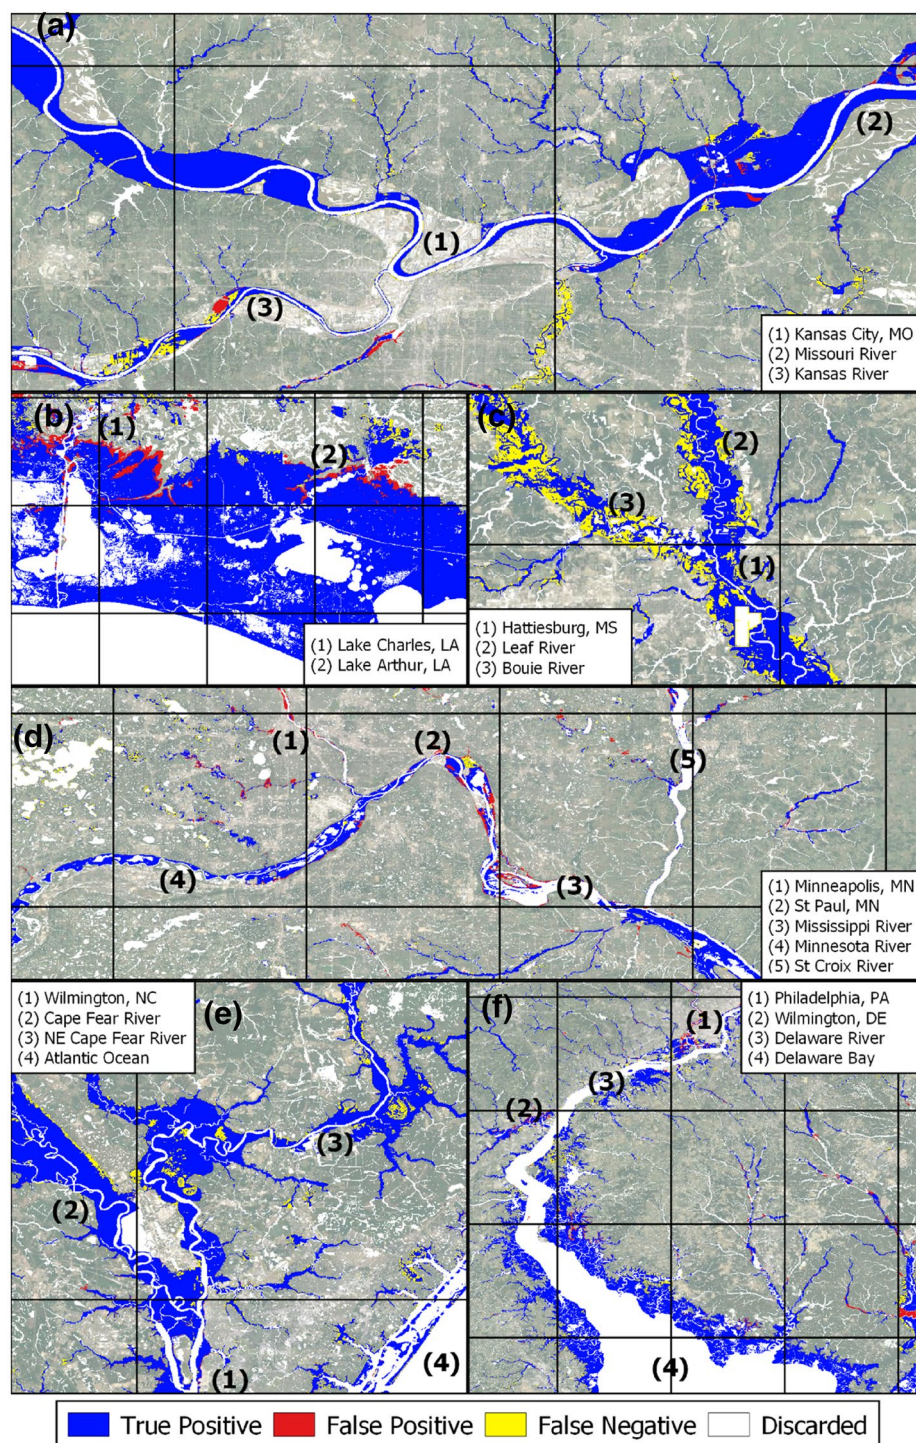 (a)
(2)
(1)
(3)
(1) Kansas City, MO
(2) Missouri River
(3) Kansas River
(b)
(1)
(2)
(1) Lake Charles, LA
(2) Lake Arthur, LA
(c)
(2)
(3)
(1)
(1) Hattiesburg, MS
(2) Leaf River
(3) Bouie River
(d)
(1)
(2)
(5)
(4)
(3)
(1) Minneapolis, MN
(2) St Paul, MN
(3) Mississippi River
(4) Minnesota River
(5) St Croix River
(1) Wilmington, NC
(2) Cape Fear River
(3) NE Cape Fear River
(4) Atlantic Ocean
(e)
(3)
(2)
(4)
(1)
(f)
(1) Philadelphia, PA
(2) Wilmington, DE
(3) Delaware River
(4) Delaware Bay
(1)
(3)
(2)
(4)
True Positive False Positive False Negative Discarded